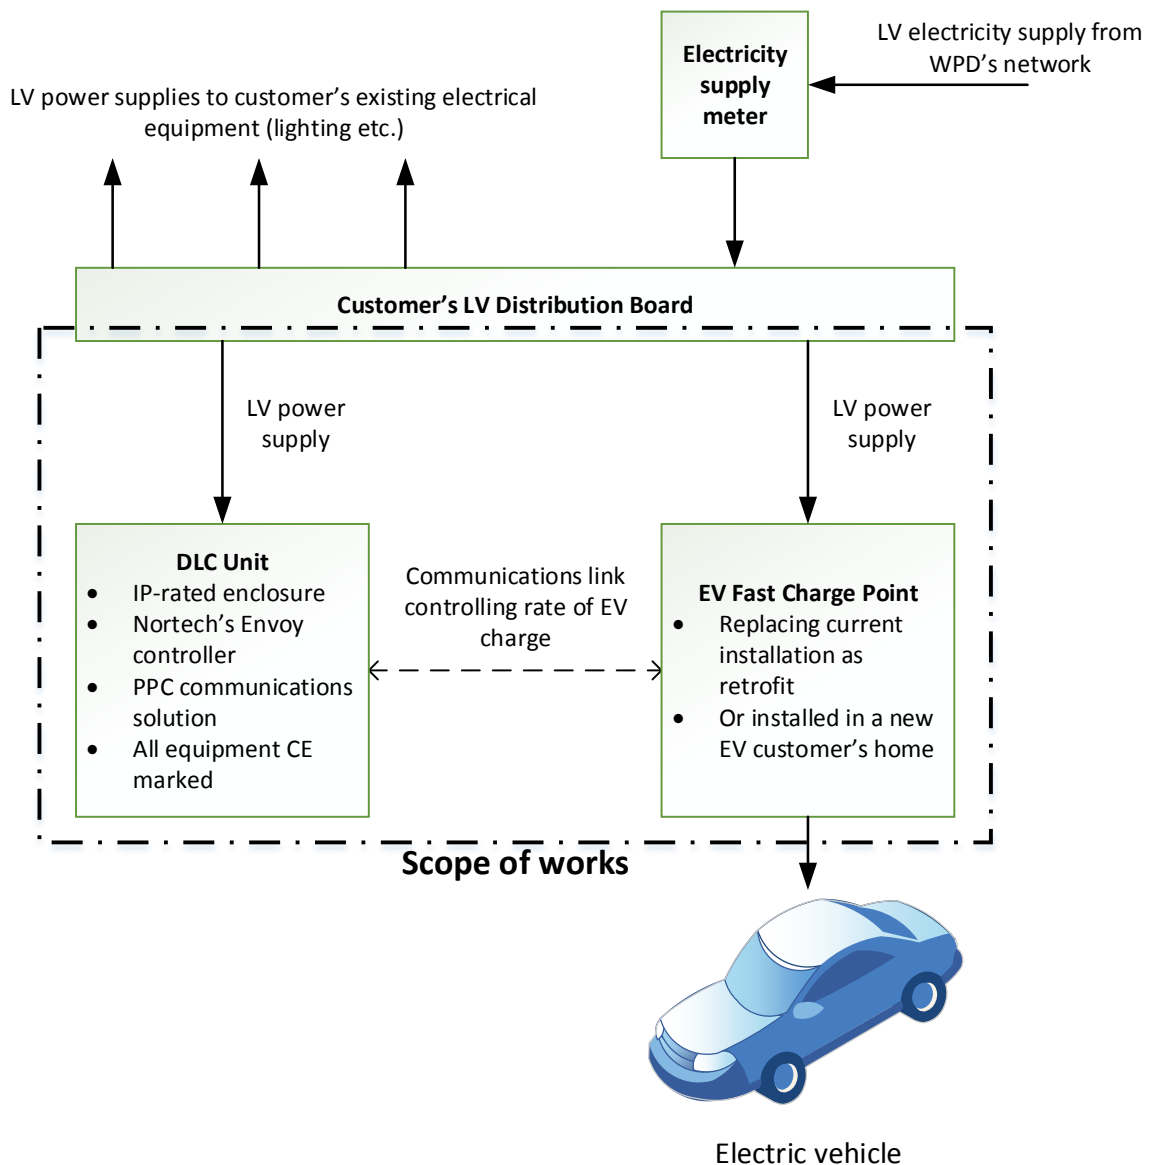 LV electricity supply from
WPD's network
Electricity
supply
meter
LV power supplies to customer's existing electrical
equipment (lighting etc.)
Customer's LV Distribution Board
LV power
supply
LV power
supply
DLC Unit
• IP-rated enclosure
• Nortech's Envoy
controller
• PPC communications
solution
• All equipment CE
marked
Communications link
controlling rate of EV
charge
EV Fast Charge Point
• Replacing current
installation as
retrofit
• Or installed in a new
EV customer's home
Scope of works
Electric vehicle